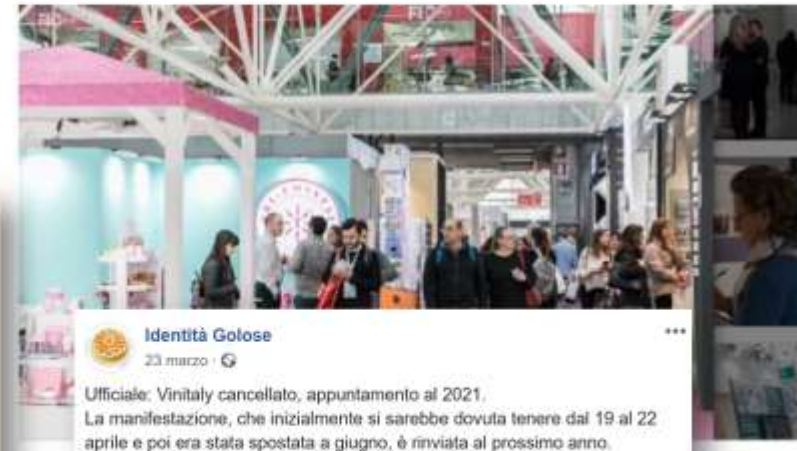 Identità Golose
23 marzo ·
Ufficiale: Vinitaly cancellato, appuntamento al 2021.
La manifestazione, che inizialmente si sarebbe dovuta tenere dal 19 al 22
aprile e poi era stata spostata a giugno, è rinviata al prossimo anno.